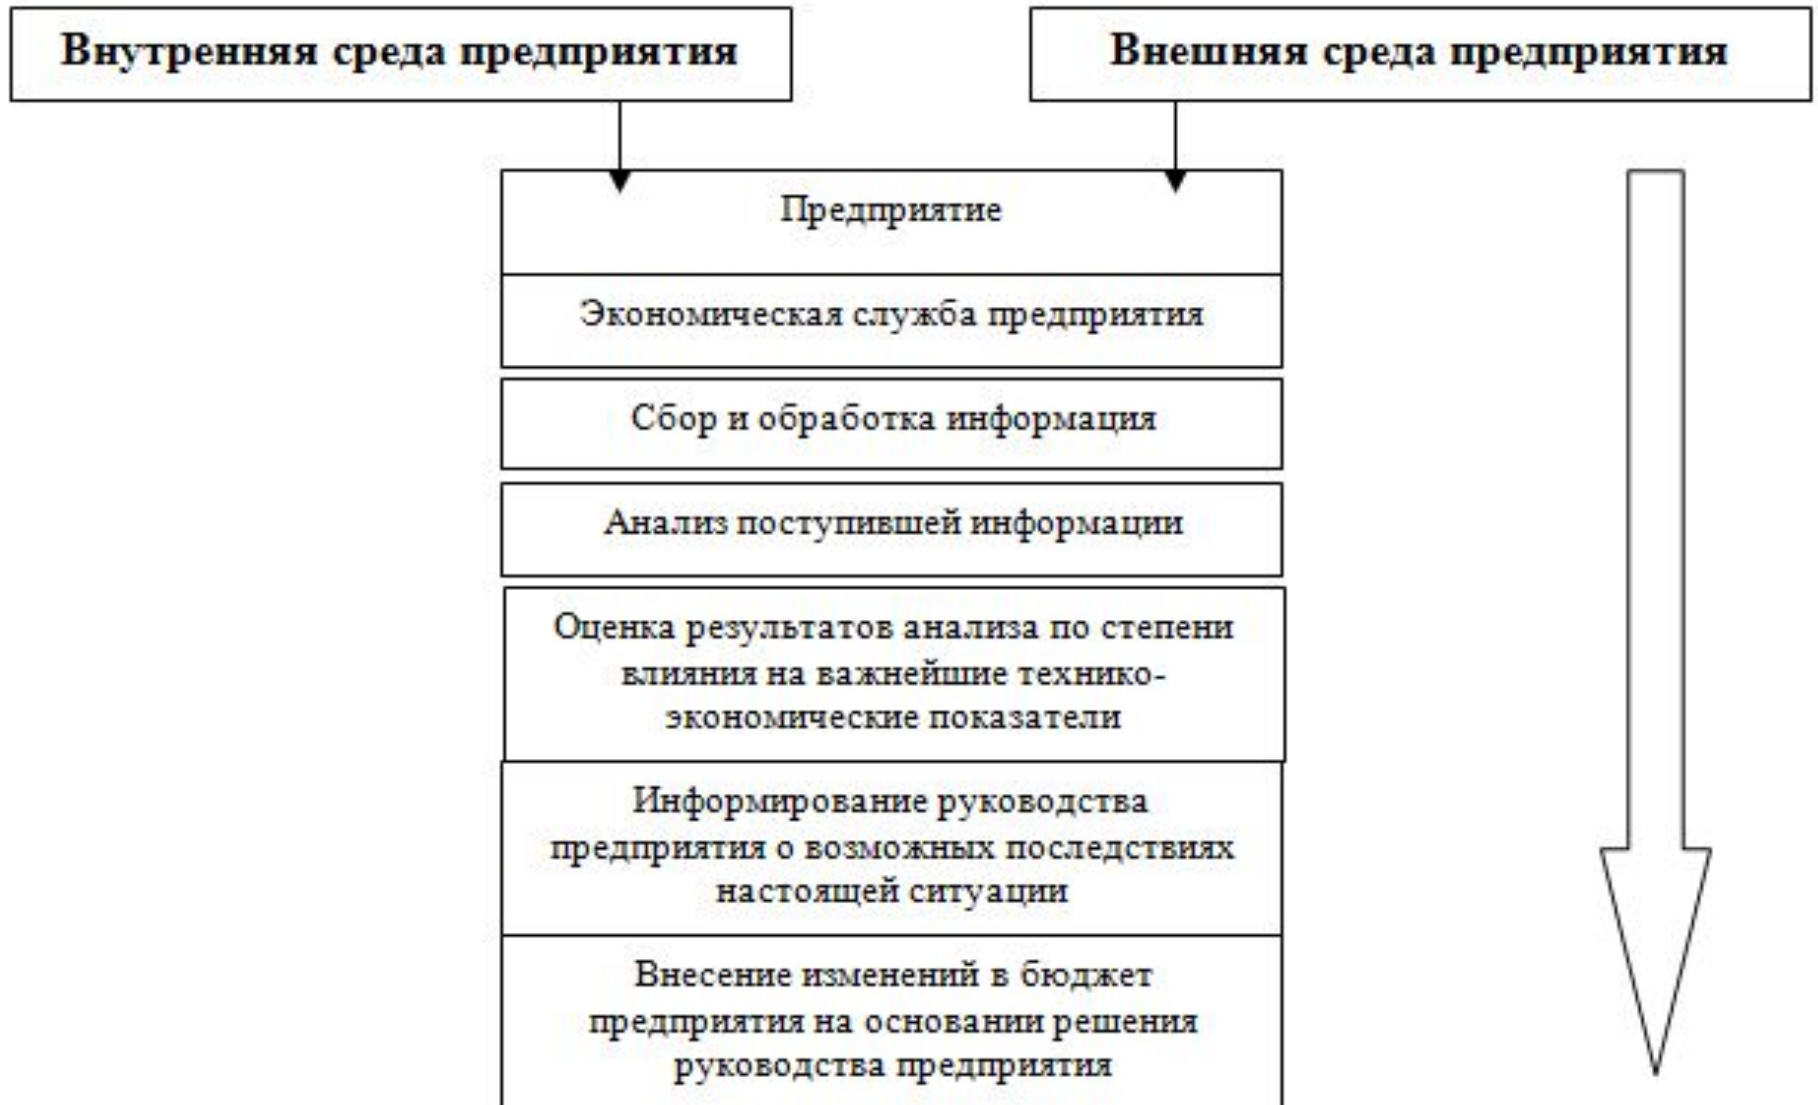 Внутренняя среда предприятия
Внешняя среда предприятия
Предприятие
Экономическая служба предприятия
Сбор и обработка информация
Анализ поступившей информации
Оценка результатов анализа по степени
влияния на важнейшие технико-
экономические показатели
Информирование руководства
предприятия о возможных последствиях
настоящей ситуации
Внесение изменений в бюджет
предприятия на основании решения
руководства предприятия